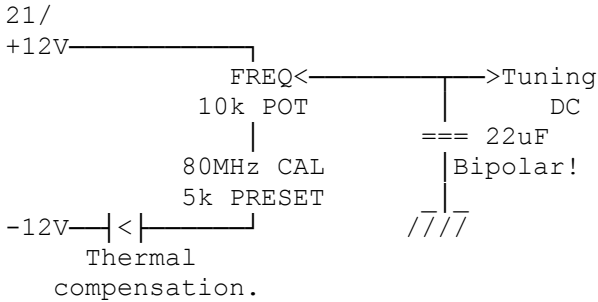 21/
+12V
FREQ< >Tuning
10k POT DC
=== 22uF
80MHz CAL Bipolar!
5k PRESET
-12V <
////
Thermal
compensation.